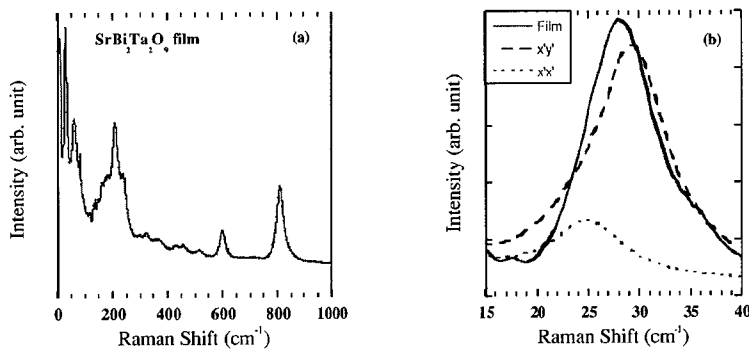 SrBi2Ta2O9 film
(a)
Intensity (arb. unit)
0 200 400 600 800 1000
Raman Shift (cm-1)
Film
x'y'
x'x'
(b)
Intensity (arb. unit)
15 20 25 30 35 40
Raman Shift (cm-1)